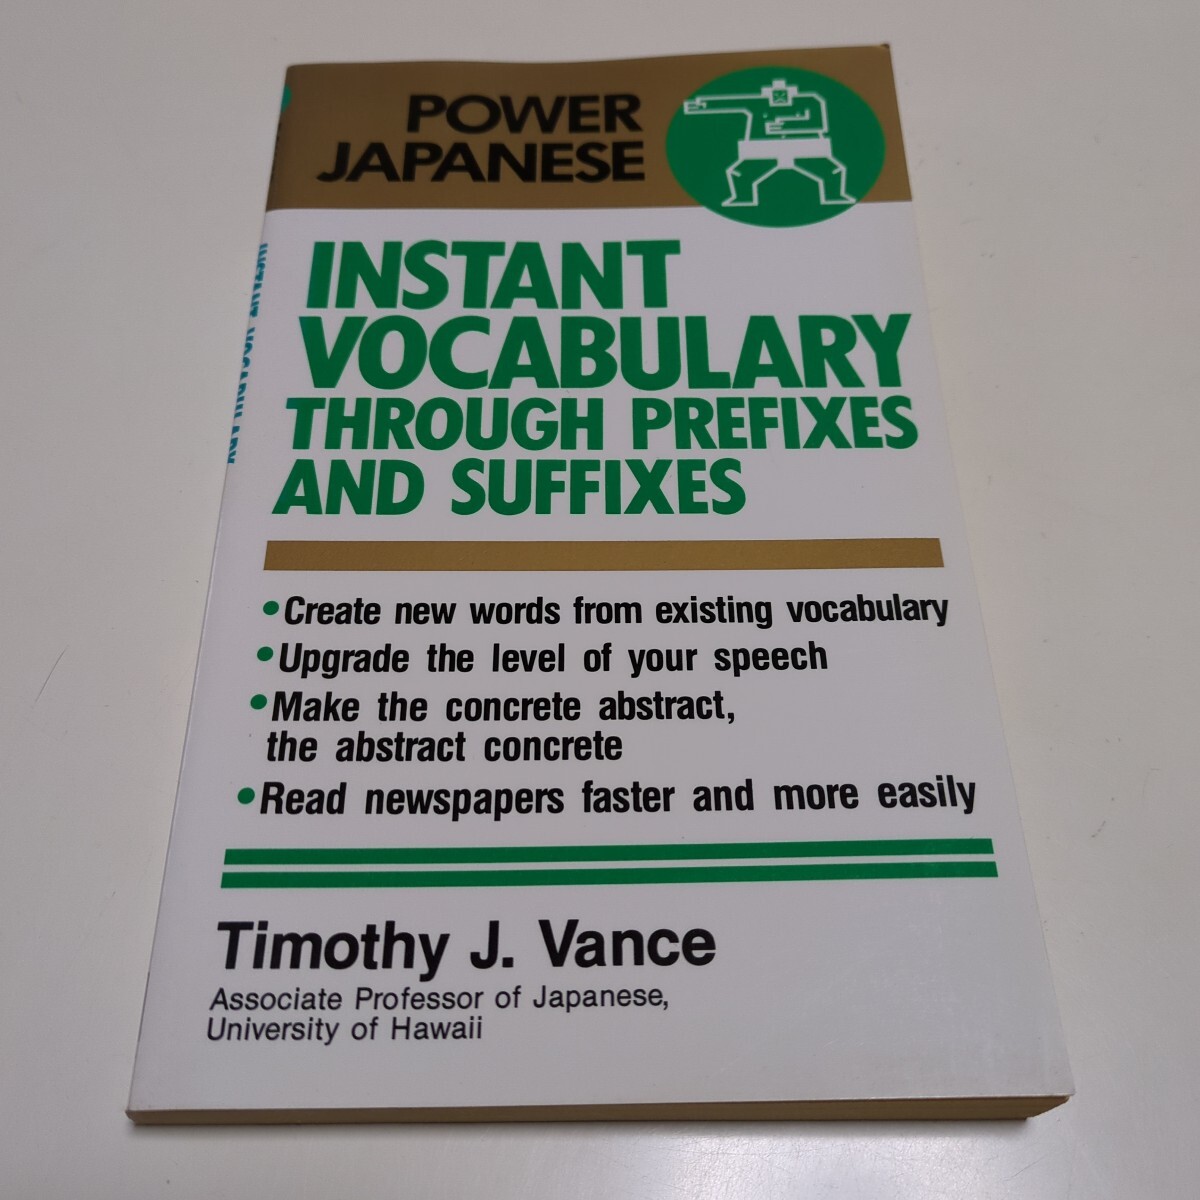 POWER
JAPANESE
INSTANT
VOCABULARY
THROUGH PREFIXES
AND SUFFIXES
•Create new words from existing vocabulary
•Upgrade the level of your speech
•Make the concrete abstract,
the abstract concrete
•Read newspapers faster and more easily
Timothy J. Vance
Associate Professor of Japanese,
University of Hawaii
INSTANT VOCABULARY